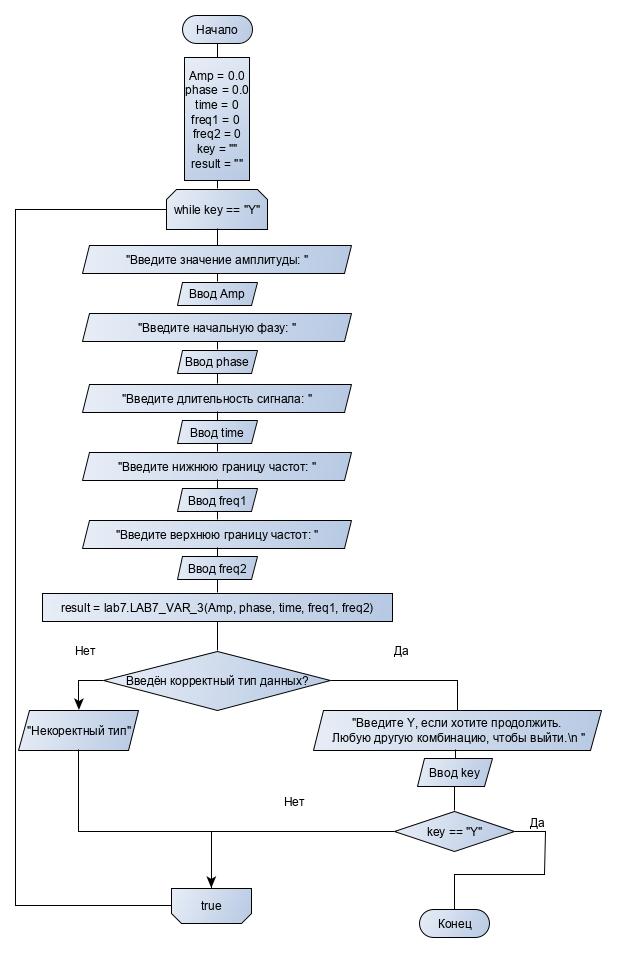 Начало
Amp = 0.0
phase = 0.0
time = 0
freq1 = 0
freq2 = 0
key = ""
result = ""
while key == "Y"
"Введите значение амплитуды: "
Ввод Amp
"Введите начальную фазу: "
Ввод phase
"Введите длительность сигнала: "
Ввод time
"Введите нижнюю границу частот: "
Ввод freq1
"Введите верхнюю границу частот: "
Ввод freq2
result = lab7.LAB7_VAR_3(Amp, phase, time, freq1, freq2)
Нет
Да
Введён корректный тип данных?
"Некоректный тип"
"Введите Y, если хотите продолжить.
Любую другую комбинацию, чтобы выйти.\n "
Ввод key
Нет
Да
key == "Y"
true
Конец